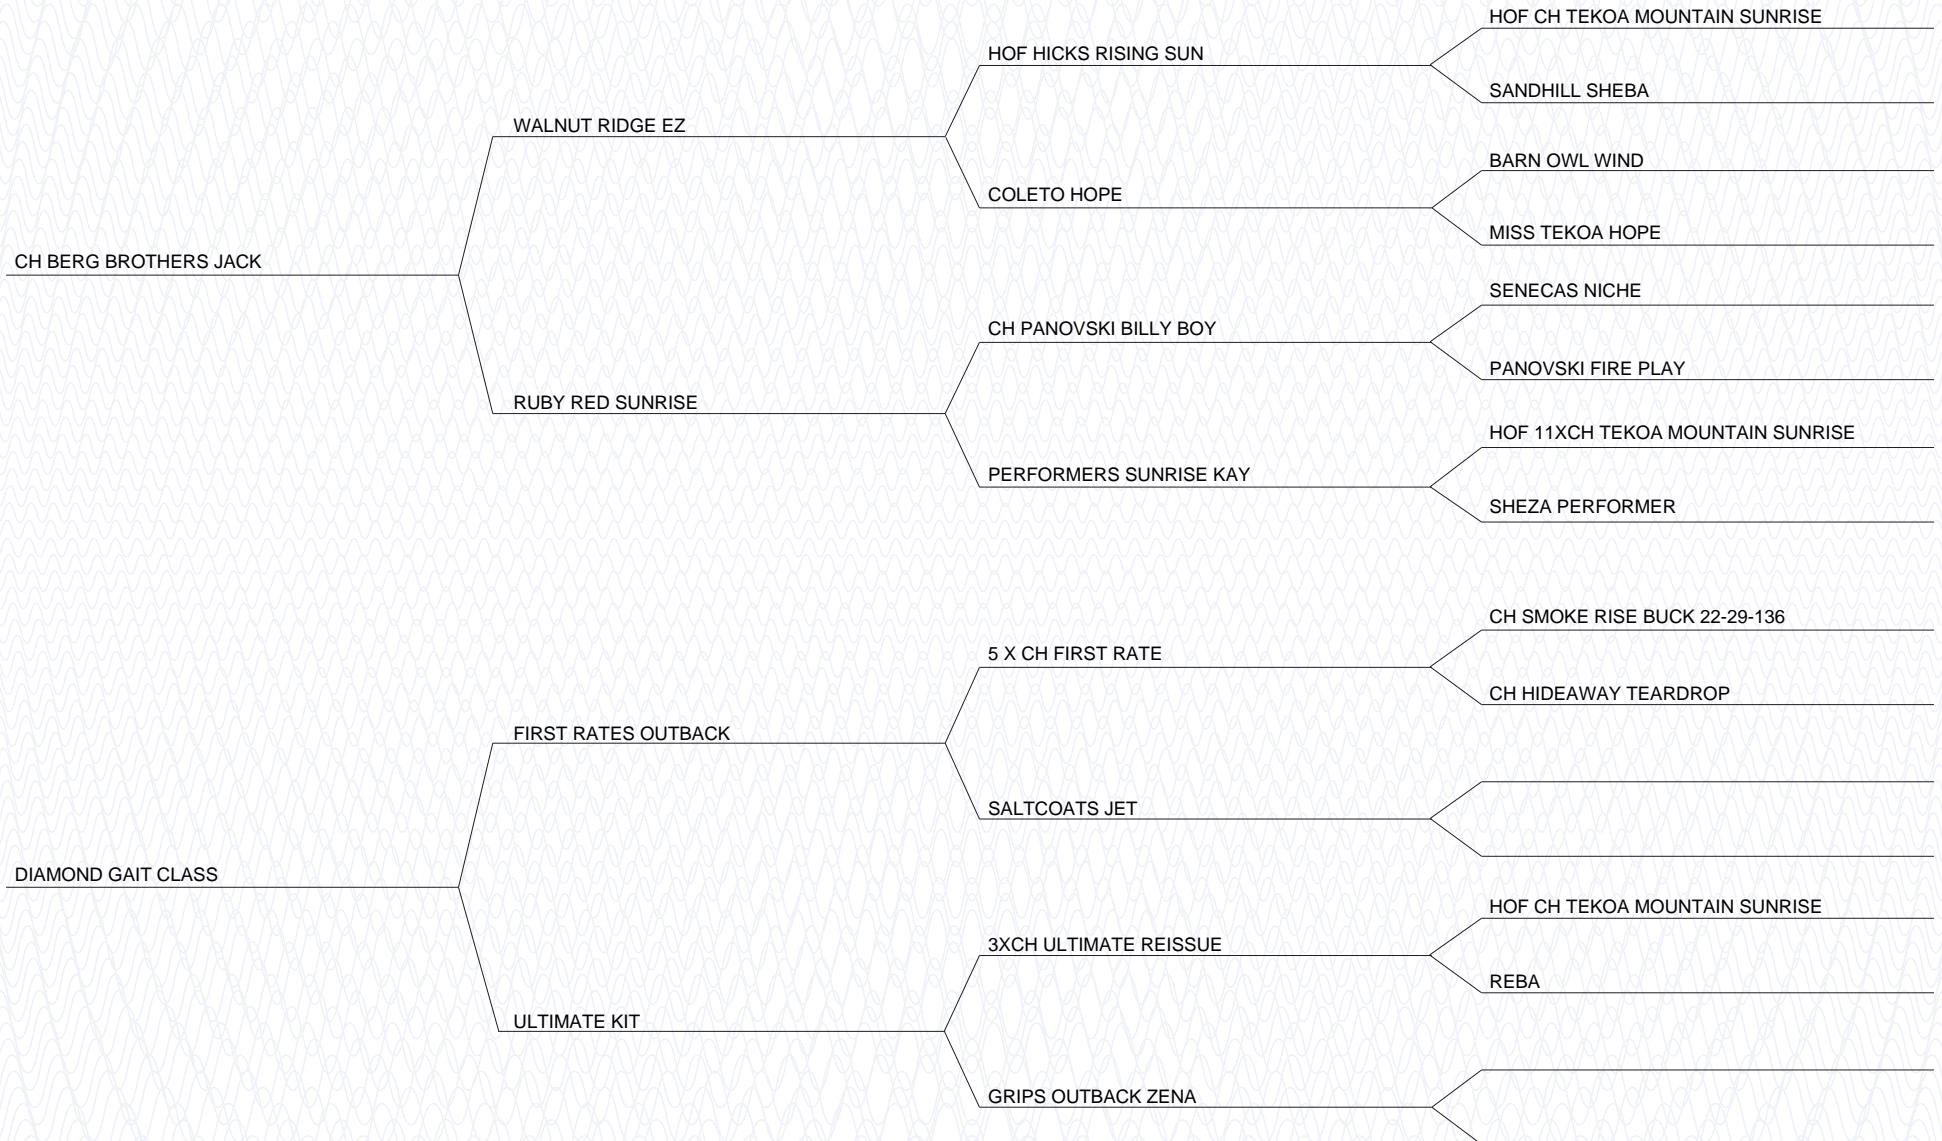 HOF CH TEKOA MOUNTAIN SUNRISE
HOF HICKS RISING SUN
SANDHILL SHEBA
WALNUT RIDGE EZ
BARN OWL WIND
COLETO HOPE
MISS TEKOA HOPE
CH BERG BROTHERS JACK
SENECAS NICHE
CH PANOVSKI BILLY BOY
PANOVSKI FIRE PLAY
RUBY RED SUNRISE
HOF 11XCH TEKOA MOUNTAIN SUNRISE
PERFORMERS SUNRISE KAY
SHEZA PERFORMER
CH SMOKE RISE BUCK 22-29-136
5 X CH FIRST RATE
CH HIDEAWAY TEARDROP
FIRST RATES OUTBACK
SALTCOATS JET
DIAMOND GAIT CLASS
HOF CH TEKOA MOUNTAIN SUNRISE
3XCH ULTIMATE REISSUE
REBA
ULTIMATE KIT
GRIPS OUTBACK ZENA